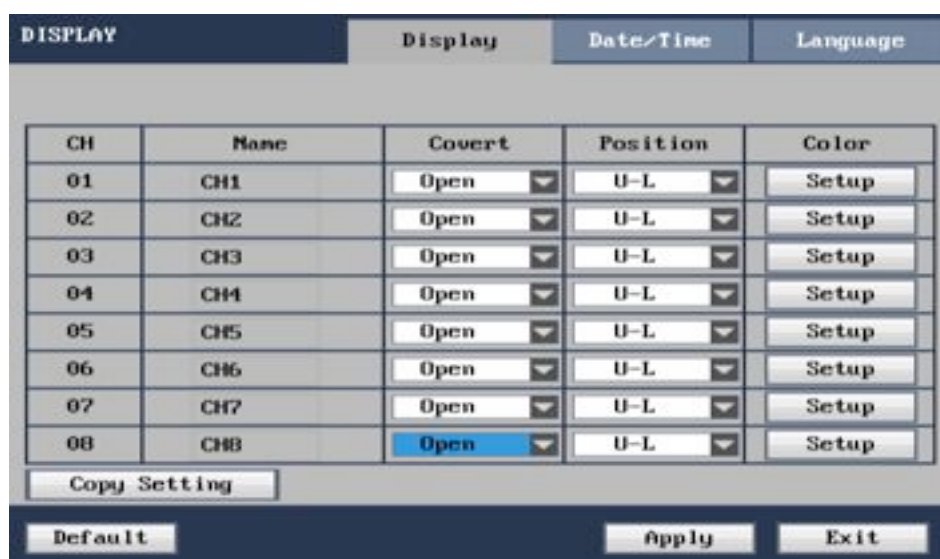 DISPLAY Display Date/Time Language
CH Name Covert Position Color
01 CH1 Open U-L Setup
02 CH2 Open U-L Setup
03 CH3 Open U-L Setup
04 CH4 Open U-L Setup
05 CH5 Open U-L Setup
06 CH6 Open U-L Setup
07 CH7 Open U-L Setup
08 CH8 Open U-L Setup
Copy Setting
Default Apply Exit